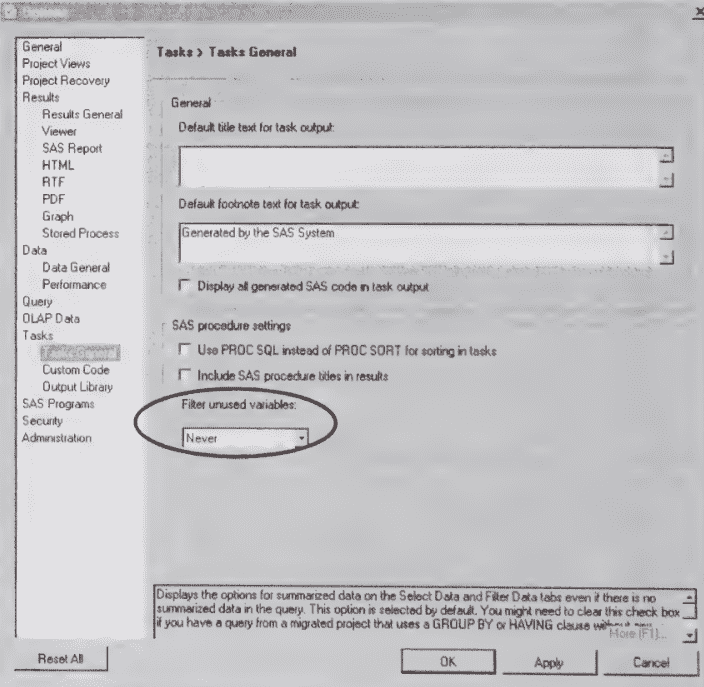 Tasks > Tasks General
General
Project Views
Project Recovery
Results
Results General
Viewer
SAS Report
HTML
RTF
PDF
Graph
Stored Process
Data
Data General
Performance
Query
OLAP Data
Tasks
Tasks General
Custom Code
Output Library
SAS Programs
Security
Administration
General
Default title text for task output:
Default footnote text for task output:
Generated by the SAS System
Display all generated SAS code in task output
SAS procedure settings
Use PROC SQL instead of PROC SORT for sorting in tasks
Include SAS procedure titles in results
Filter unused variables:
Never
Displays the options for summarized data on the Select Data and Filter Data tabs even if there is no
summarized data in the query. This option is selected by default. You might need to clear this check box
if you have a query from a migrated project that uses a GROUP BY or HAVING clause
More (F1)...
Reset All
OK
Apply
Cancel